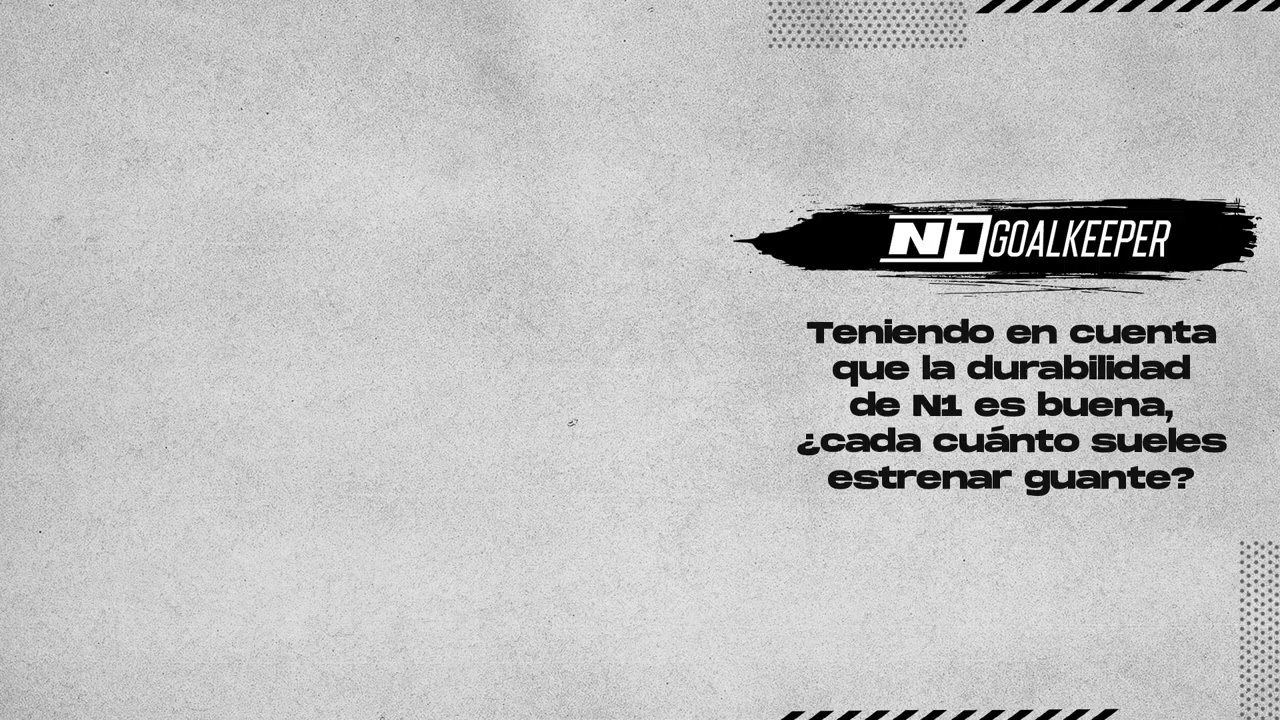 N1 GOALKEEPER
Teniendo en cuenta
que la durabilidad
de N1 es buena,
¿cada cuánto sueles
estrenar guante?